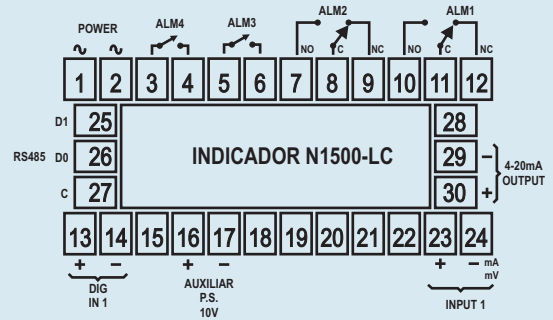 POWER ALM4 ALM3 ALM2 ALM1
∿ ∿ NO C NC NO C NC
1 2 3 4 5 6 7 8 9 10 11 12
D1 25 28
RS485 D0 26 INDICADOR N1500-LC 29 − 4-20mA
OUTPUT
C 27 30 +
13 14 15 16 17 18 19 20 21 22 23 24
+ − + − + − mA
mV
DIG
IN 1
AUXILIAR
P.S.
10V
INPUT 1